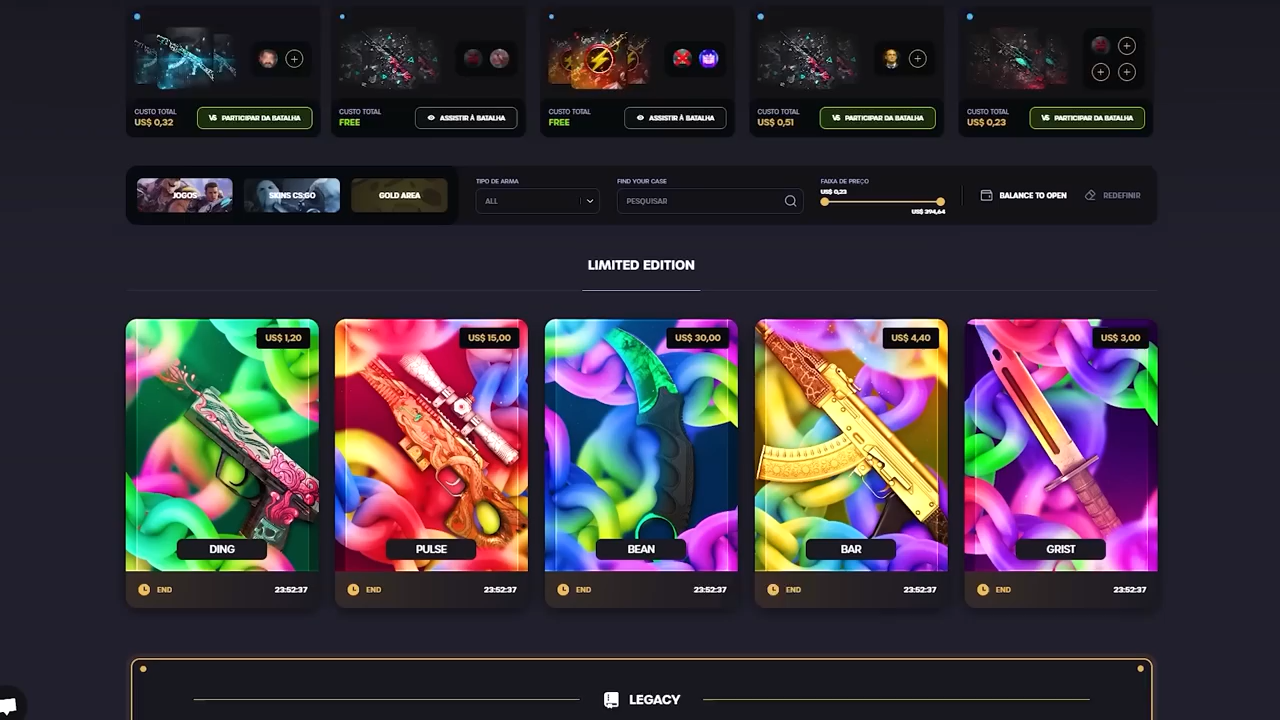 CUSTO TOTAL
US$ 0,32
VS PARTICIPAR DA BATALHA
CUSTO TOTAL
FREE
ASSISTIR À BATALHA
CUSTO TOTAL
FREE
ASSISTIR À BATALHA
CUSTO TOTAL
US$ 0,51
VS PARTICIPAR DA BATALHA
CUSTO TOTAL
US$ 0,23
VS PARTICIPAR DA BATALHA
JOGOS
SKINS CS:GO
GOLD AREA
TIPO DE ARMA
ALL
FIND YOUR CASE
PESQUISAR
FAIXA DE PREÇO
US$ 0,23
US$ 394,64
BALANCE TO OPEN
REDEFINIR
LIMITED EDITION
US$ 1,20
US$ 15,00
US$ 30,00
US$ 4,40
US$ 3,00
DING
PULSE
BEAN
BAR
GRIST
END 23:52:37
END 23:52:37
END 23:52:37
END 23:52:37
END 23:52:37
LEGACY